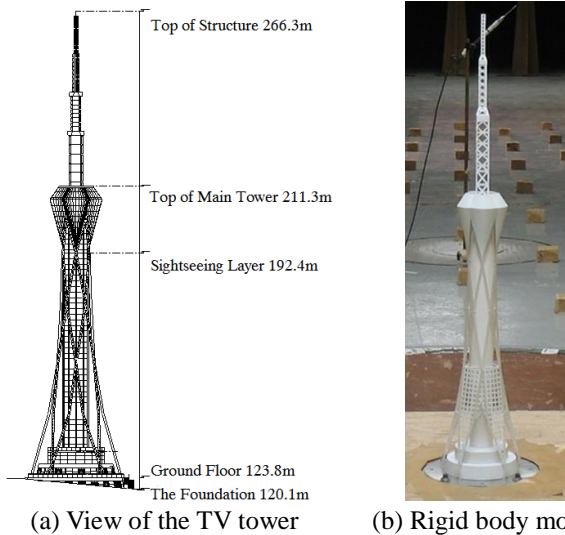 Top of Structure 266.3m
Top of Main Tower 211.3m
Sightseeing Layer 192.4m
Ground Floor 123.8m
The Foundation 120.1m
(a) View of the TV tower
(b) Rigid body mo